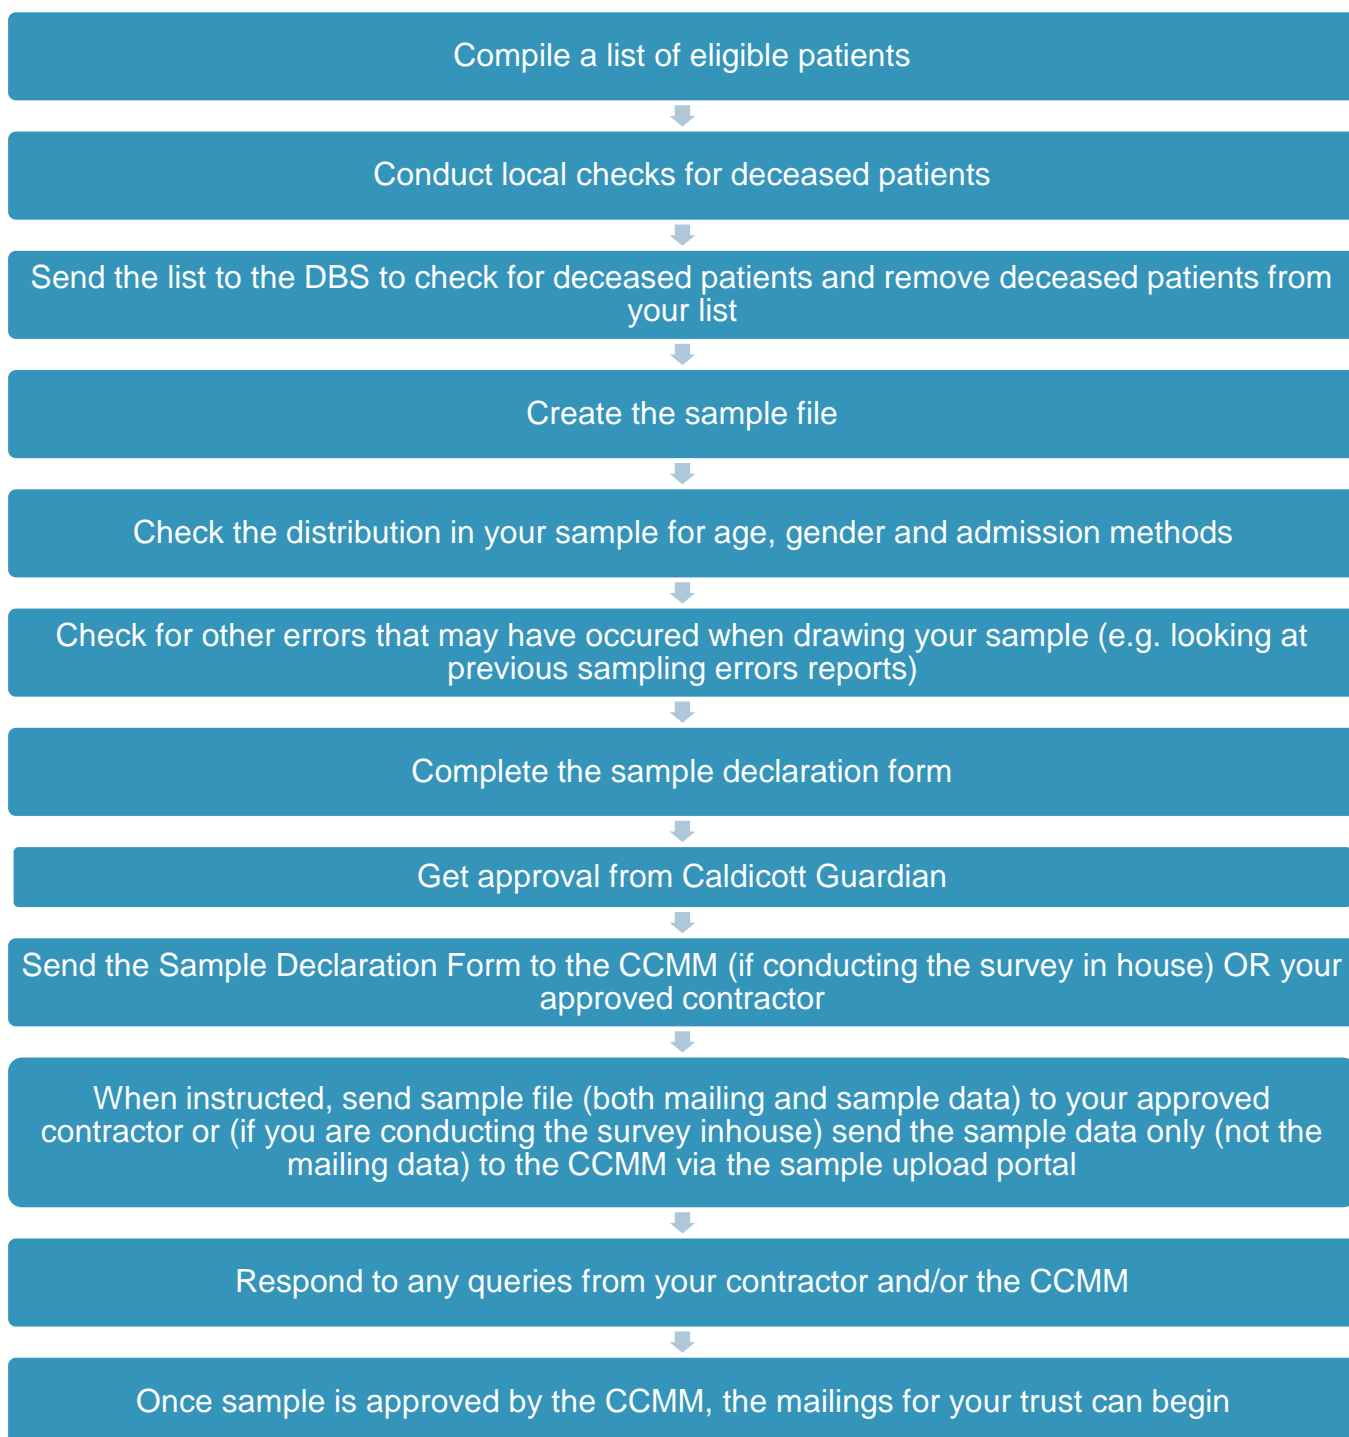 Compile a list of eligible patients
Conduct local checks for deceased patients
Send the list to the DBS to check for deceased patients and remove deceased patients from
your list
Create the sample file
Check the distribution in your sample for age, gender and admission methods
Check for other errors that may have occured when drawing your sample (e.g. looking at
previous sampling errors reports)
Complete the sample declaration form
Get approval from Caldicott Guardian
Send the Sample Declaration Form to the CCMM (if conducting the survey in house) OR your
approved contractor
When instructed, send sample file (both mailing and sample data) to your approved
contractor or (if you are conducting the survey inhouse) send the sample data only (not the
mailing data) to the CCMM via the sample upload portal
Respond to any queries from your contractor and/or the CCMM
Once sample is approved by the CCMM, the mailings for your trust can begin